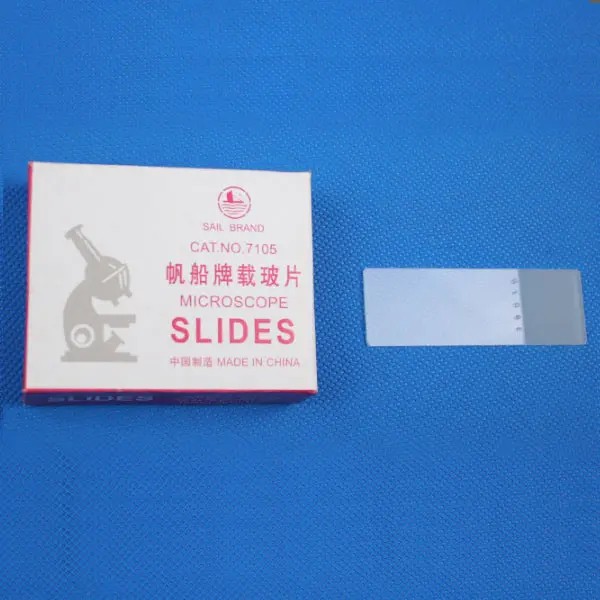 SAIL BRAND
CAT.NO.7105
帆船牌载玻片
MICROSCOPE
SLIDES
中国制造 MADE IN CHINA
SLIDES